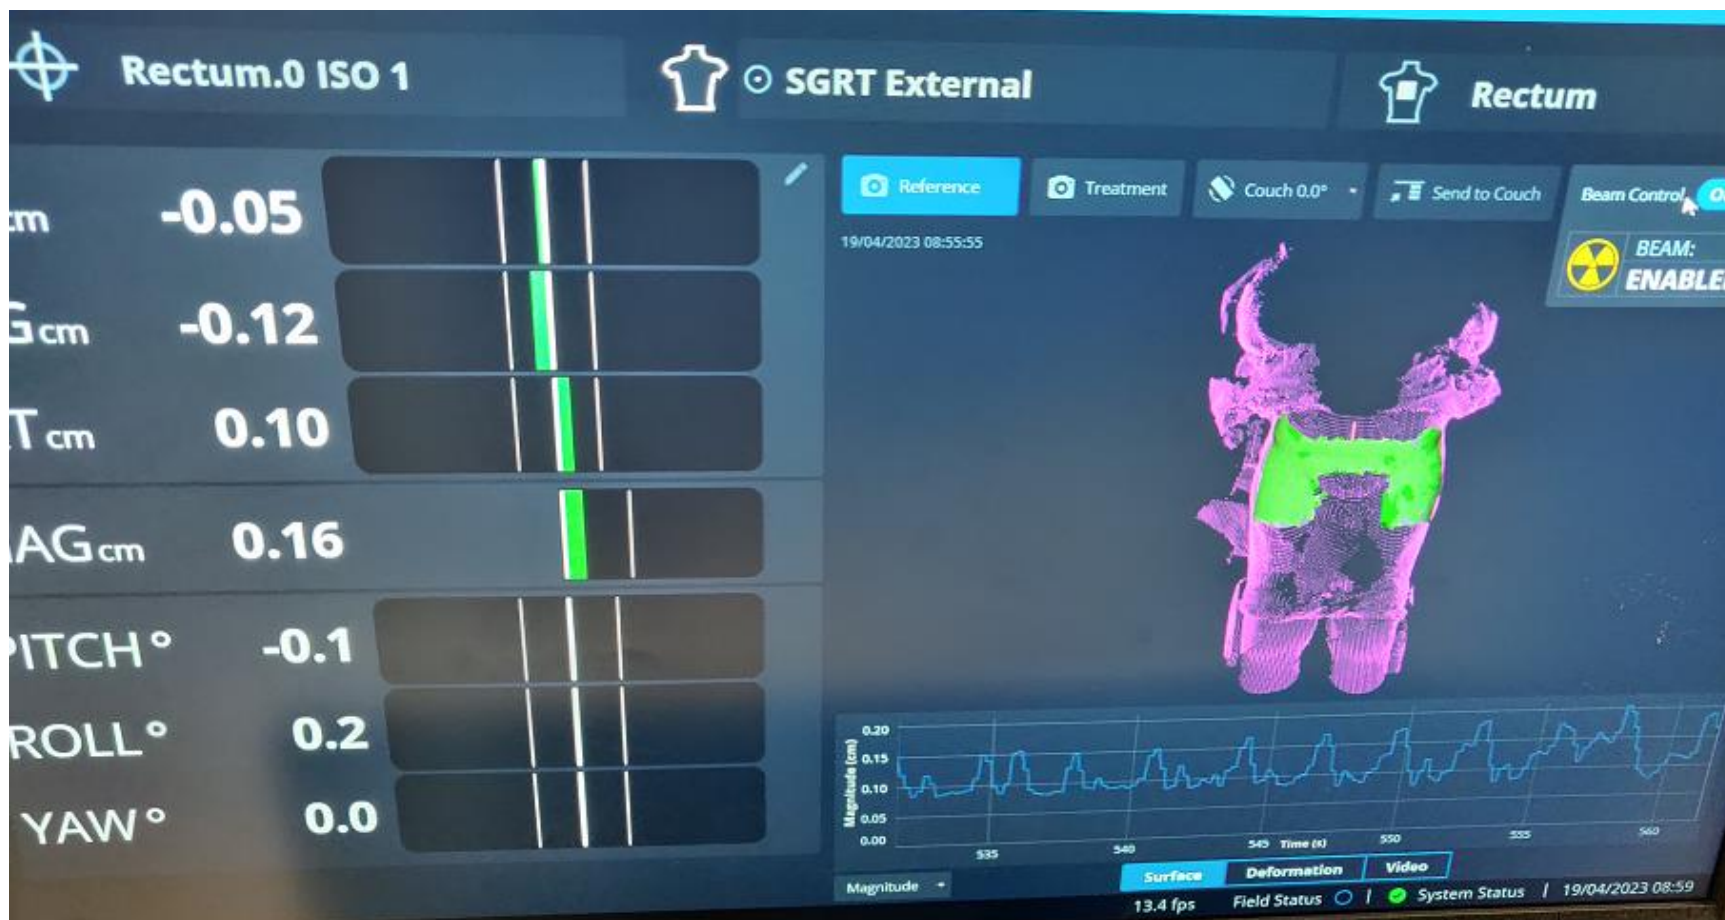 Rectum.0 ISO 1
SGRT External
Rectum
cm -0.05
cm -0.12
T cm 0.10
AG cm 0.16
PITCH° -0.1
ROLL° 0.2
YAW° 0.0
Reference
Treatment
Couch 0.0°
Send to Couch
Beam Control
19/04/2023 08:55:55
BEAM:
ENABLE
Magnitude (cm)
0.20
0.15
0.10
0.05
0.00
535 540 545 Time (s) 550 555 560
Magnitude
Surface
Deformation
Video
13.4 fps
Field Status
System Status
19/04/2023 08:59